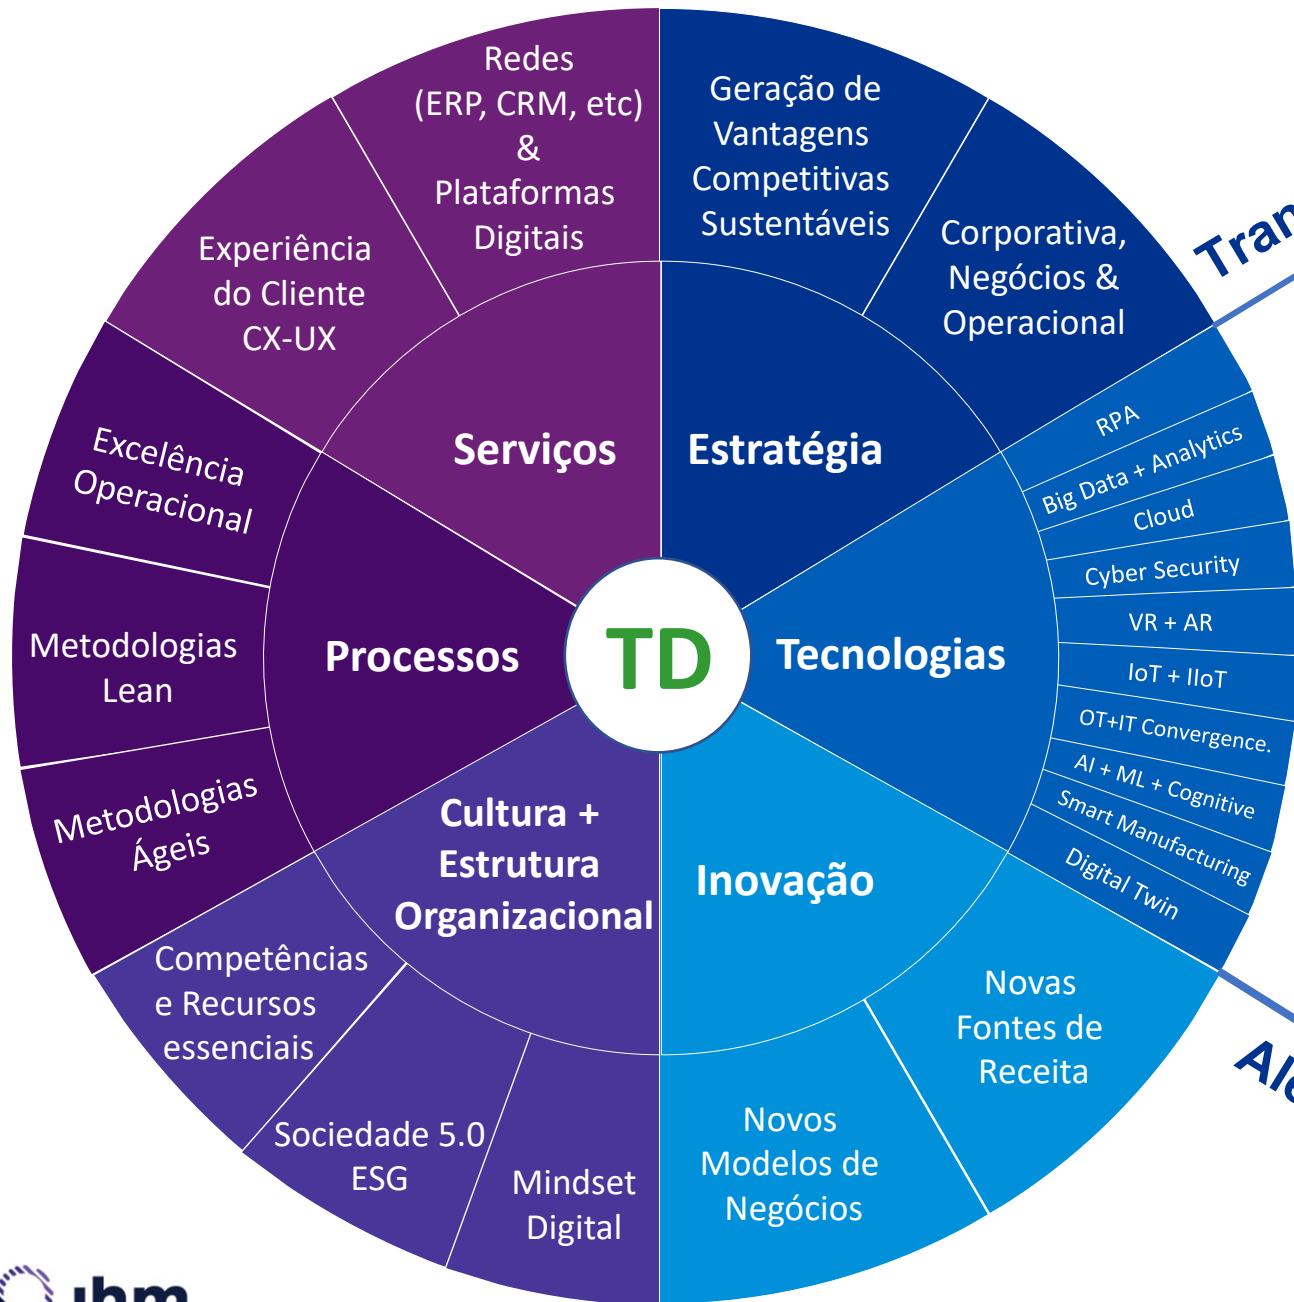 Redes
(ERP, CRM, etc)
&
Plataformas
Digitais
Geração de
Vantagens
Competitivas
Sustentáveis
Experiência
do Cliente
CX-UX
Corporativa,
Negócios &
Operacional
Serviços
Estratégia
Excelência
Operacional
Metodologias
Lean
Metodologias
Ágeis
Processos
TD
Tecnologias
RPA
Big Data + Analytics
Cloud
Cyber Security
VR + AR
IoT + IIoT
OT+IT Convergence.
AI + ML + Cognitive
Smart Manufacturing
Digital Twin
Cultura +
Estrutura
Organizacional
Inovação
Competências
e Recursos
essenciais
Sociedade 5.0
ESG
Mindset
Digital
Novos
Modelos de
Negócios
Novas
Fontes de
Receita